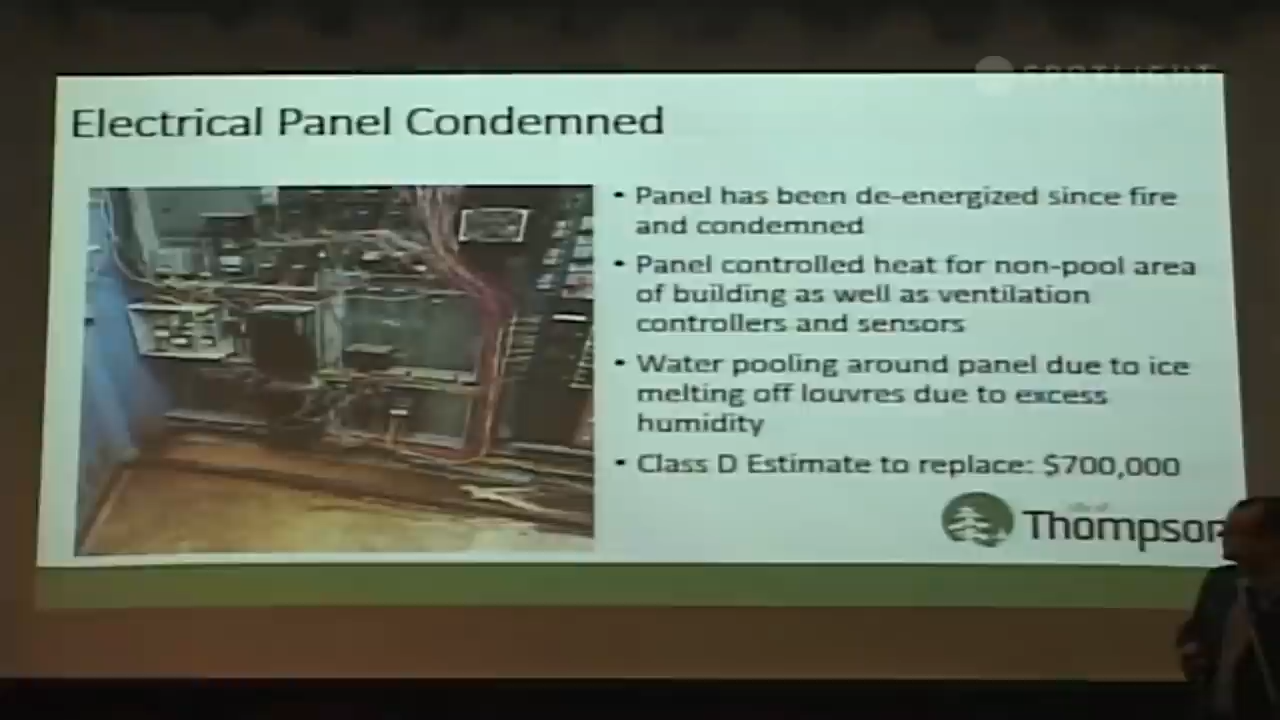 SPOTLIGHT
Electrical Panel Condemned
• Panel has been de-energized since fire
and condemned
• Panel controlled heat for non-pool area
of building as well as ventilation
controllers and sensors
• Water pooling around panel due to ice
melting off louvres due to excess
humidity
• Class D Estimate to replace: $700,000
Thompson